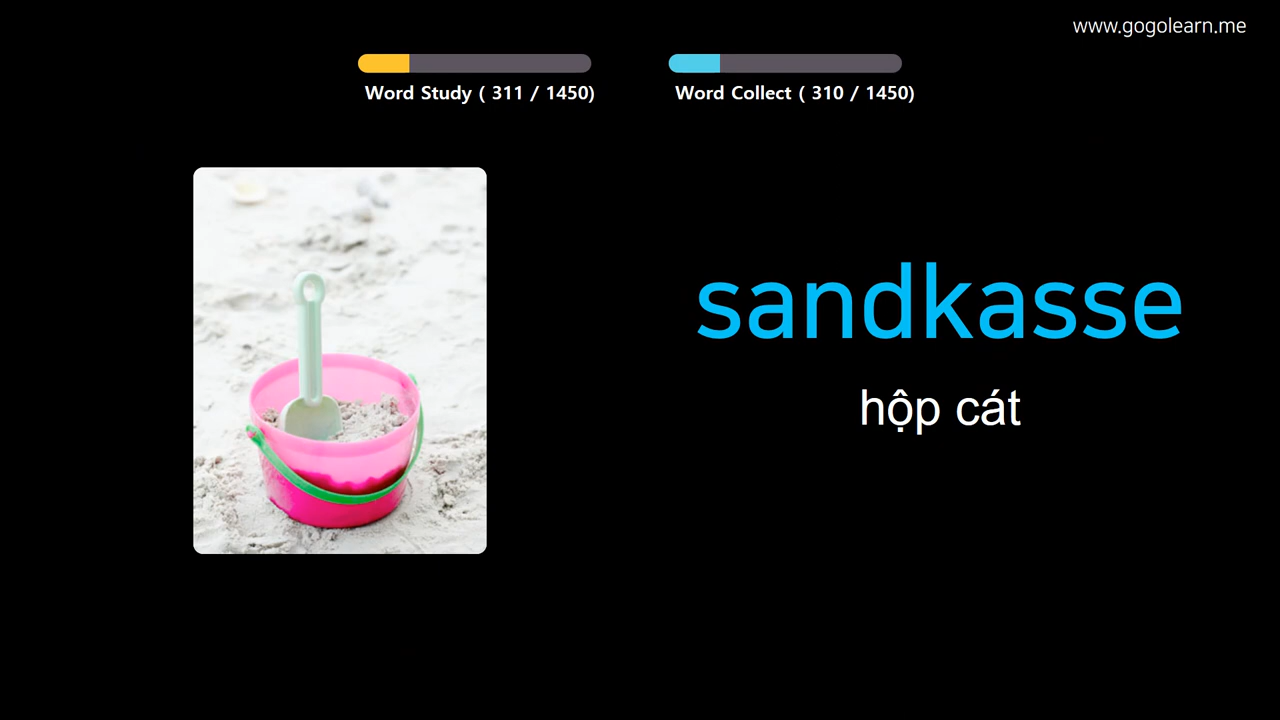 www.gogolearn.me
Word Study ( 311 / 1450)
Word Collect ( 310 / 1450)
sandkasse
hộp cát